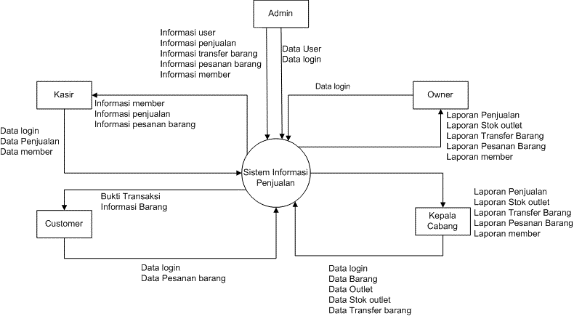 Admin
Informasi user
Informasi penjualan
Informasi transfer barang
Informasi pesanan barang
Informasi member
Data User
Data login
Kasir
Informasi member
Informasi penjualan
Informasi pesanan barang
Data login
Owner
Laporan Penjualan
Laporan Stok outlet
Laporan Transfer Barang
Laporan Pesanan Barang
Laporan member
Data login
Data Penjualan
Data member
Sistem Informasi
Penjualan
Bukti Transaksi
Informasi Barang
Customer
Kepala
Cabang
Laporan Penjualan
Laporan Stok outlet
Laporan Transfer Barang
Laporan Pesanan Barang
Laporan member
Data login
Data Pesanan barang
Data login
Data Barang
Data Outlet
Data Stok outlet
Data Transfer barang